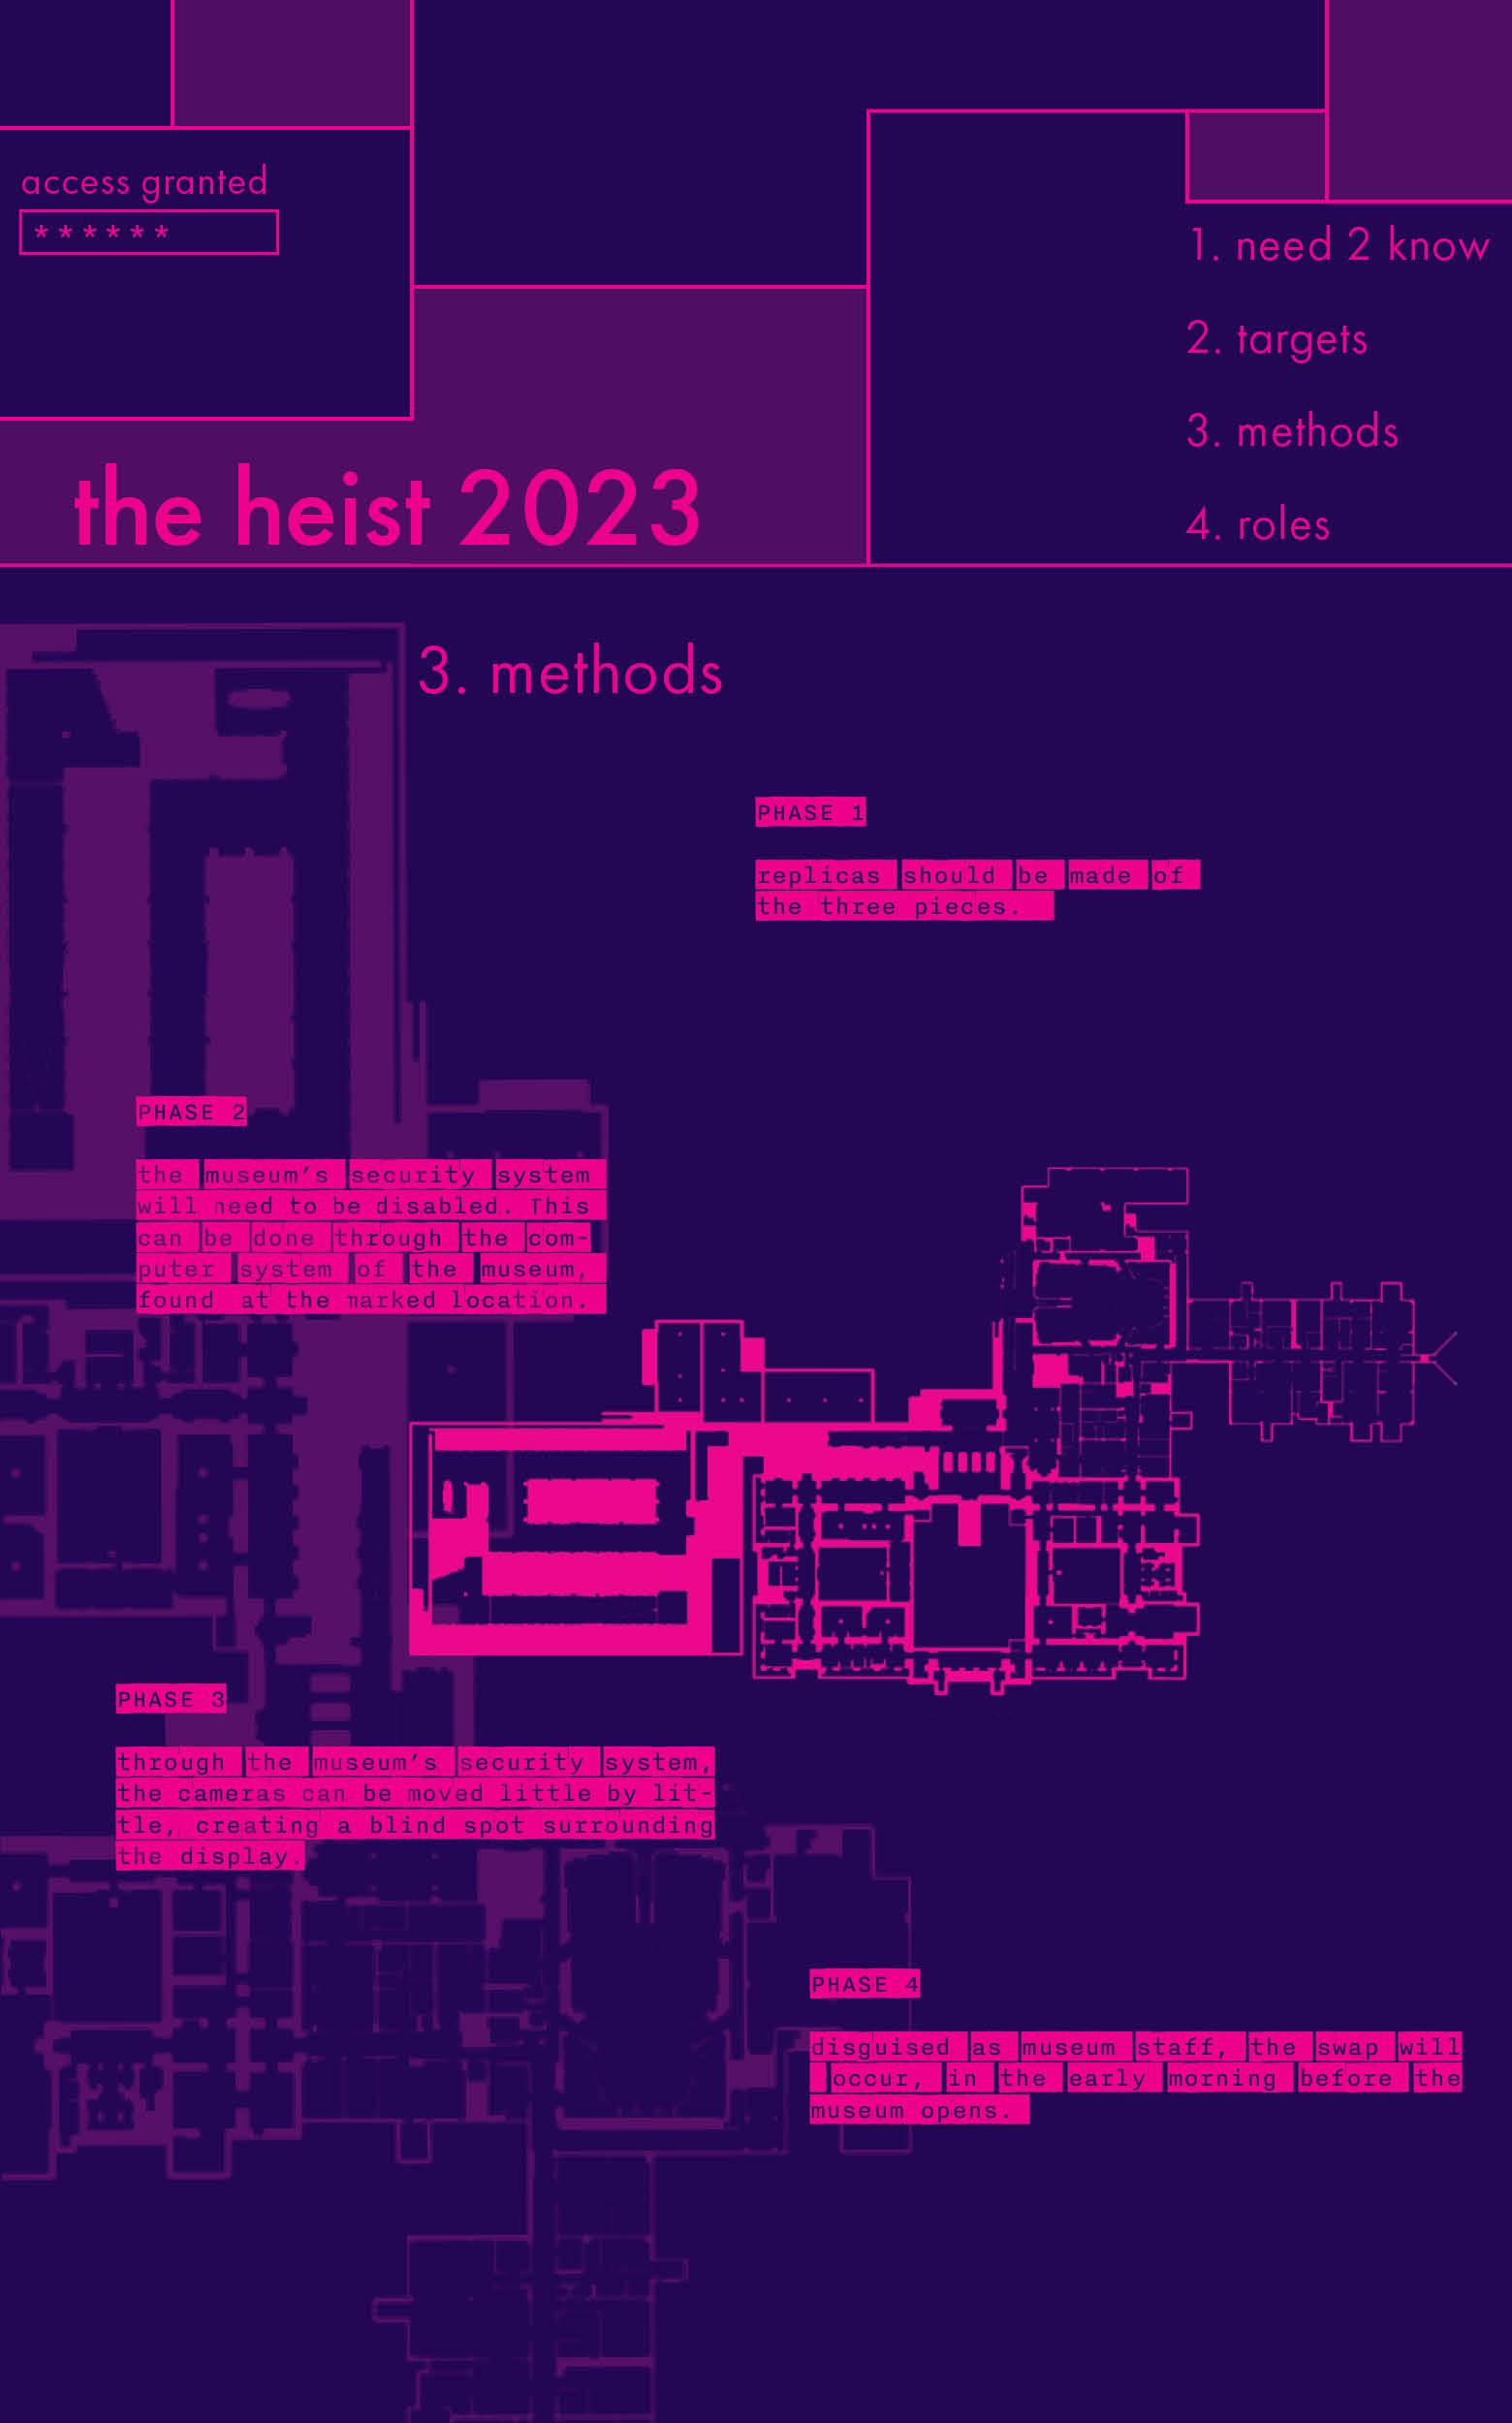 access granted
******
1. need 2 know
2. targets
3. methods
4. roles
the heist 2023
3. methods
PHASE 1
replicas should be made of
the three pieces.
PHASE 2
the museum’s security system
will need to be disabled. This
can be done through the com-
puter system of the museum,
found at the marked location.
PHASE 3
through the museum’s security system,
the cameras can be moved little by lit-
tle, creating a blind spot surrounding
the display.
PHASE 4
disguised as museum staff, the swap will
occur, in the early morning before the
museum opens.